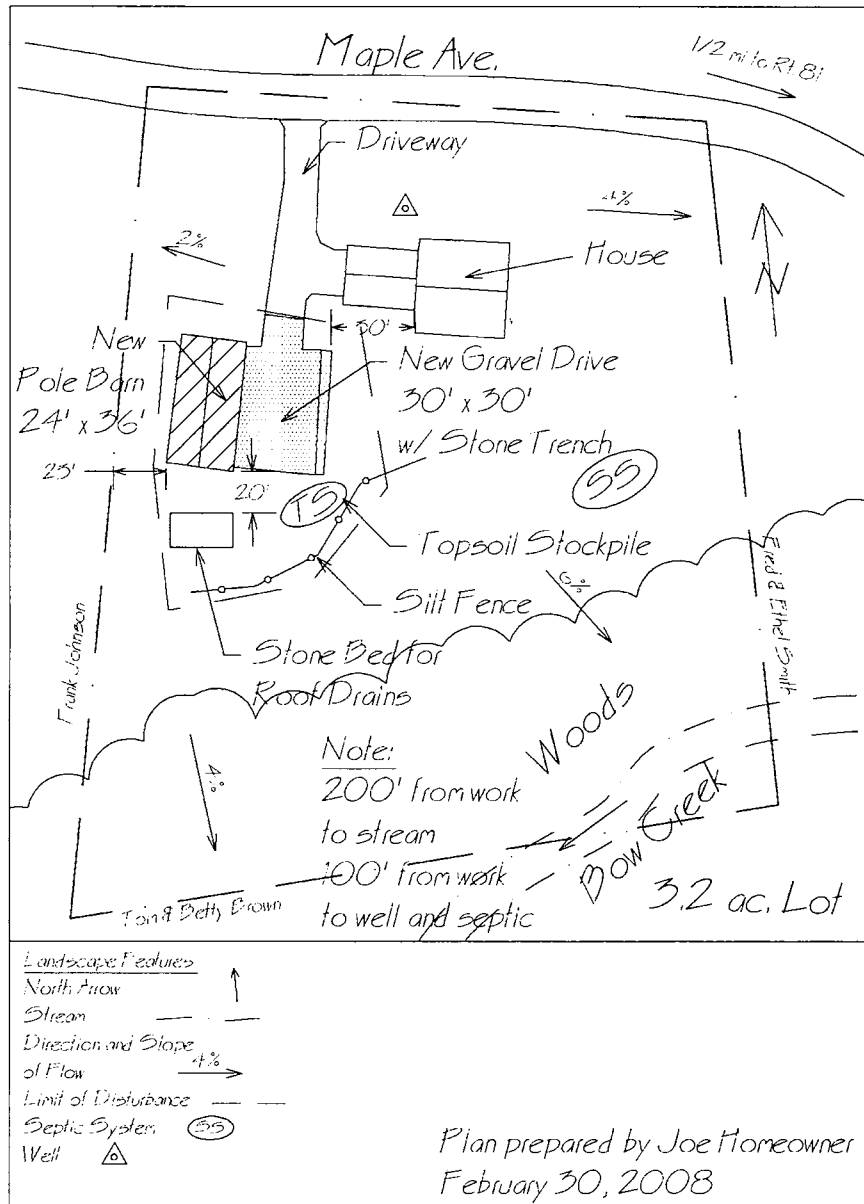 Maple Ave.
1/2 mi to Rt. 81
Driveway
4%
2%
House
N
30'
New
Pole Barn
24' x 36'
New Gravel Drive
30' x 30'
w/ Stone Trench
25'
20'
TS
SS
Topsoil Stockpile
6%
Silt Fence
Fred & Ethel Smith
Frank Johnson
Stone Bed for
Roof Drains
Woods
4%
Note:
200' from work
to stream
100' from work
to well and septic
Bow Creek
3.2 ac. Lot
Tom & Betty Brown
Landscape Features
North Arrow
Stream
Direction and Slope
of Flow 4%
Limit of Disturbance
Septic System SS
Well
Plan prepared by Joe Homeowner
February 30, 2008